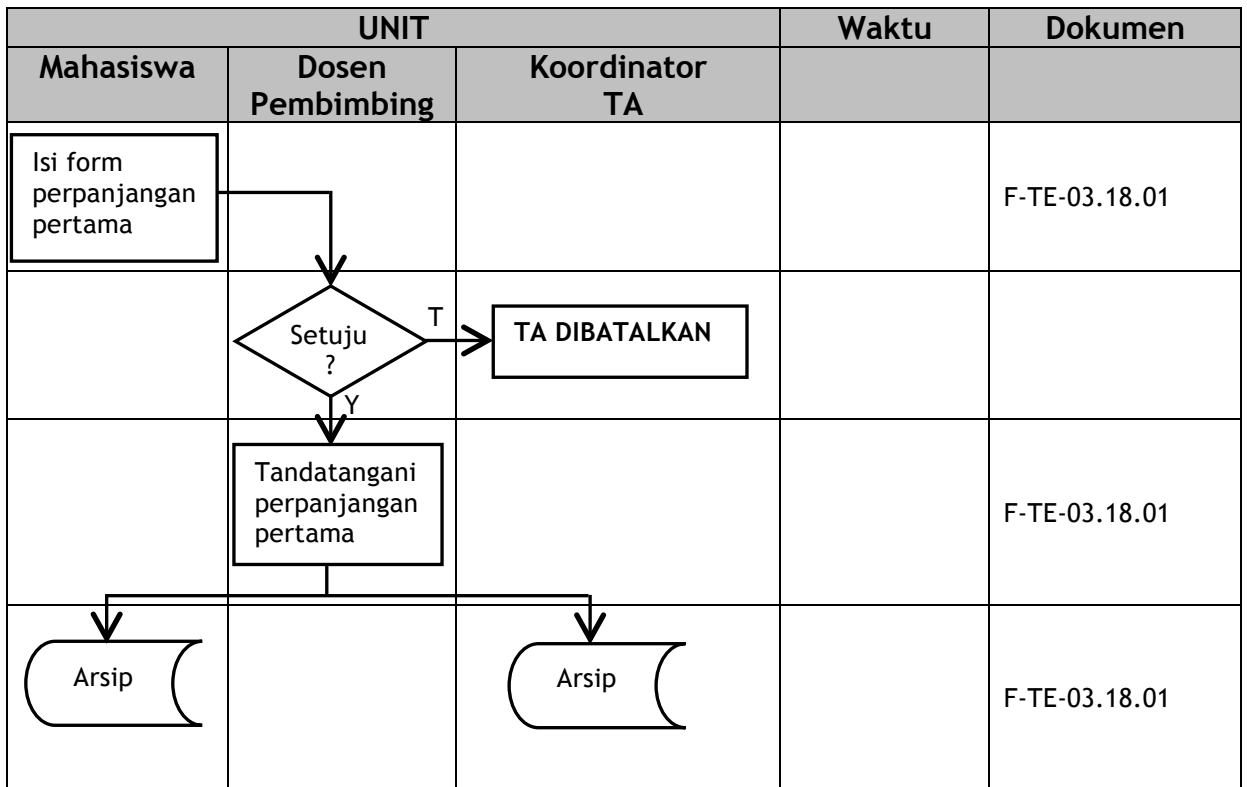 UNIT
Waktu
Dokumen
Mahasiswa
Dosen
Pembimbing
Koordinator
TA
Isi form
perpanjangan
pertama
F-TE-03.18.01
Setuju
?
T
TA DIBATALKAN
Y
Tandatangani
perpanjangan
pertama
F-TE-03.18.01
Arsip
Arsip
F-TE-03.18.01